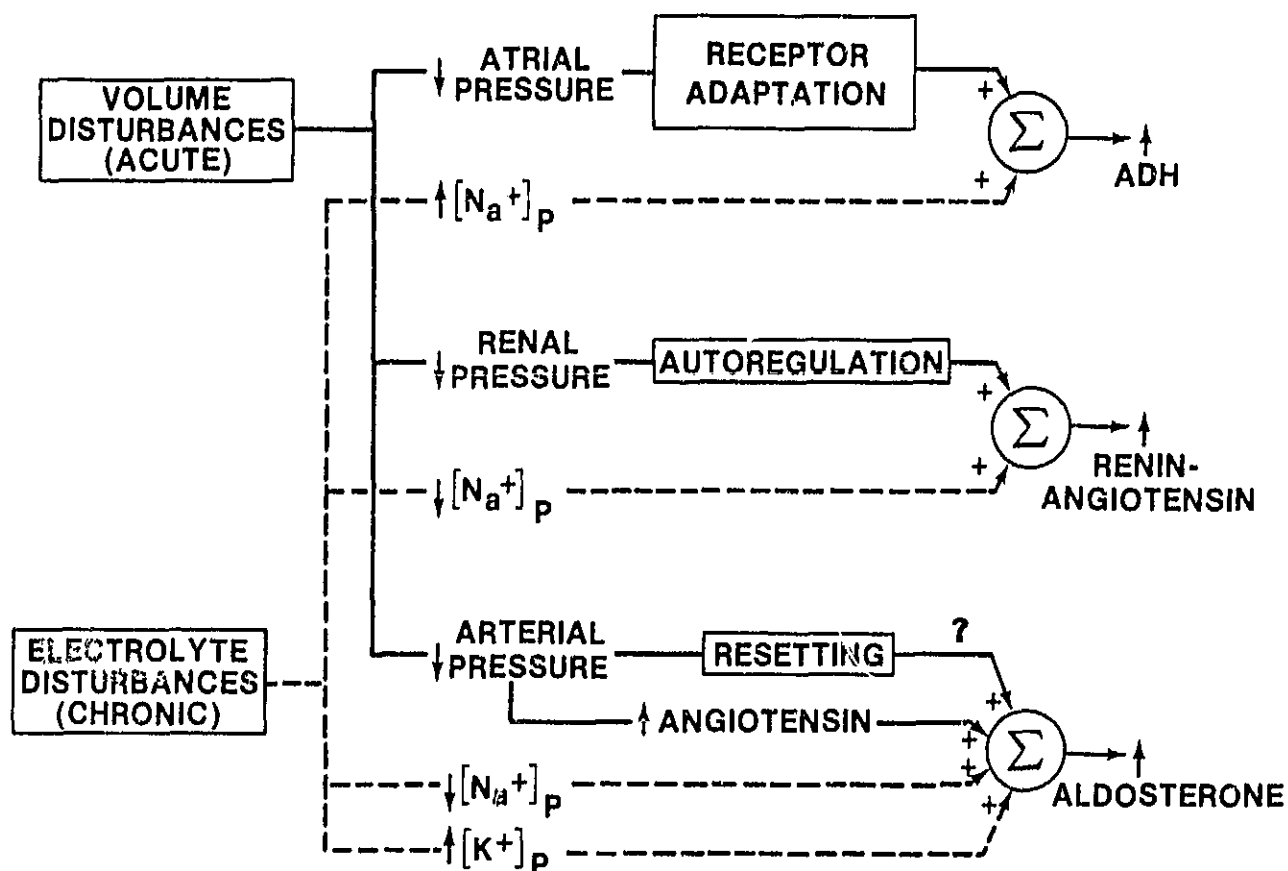 VOLUME
DISTURBANCES
(ACUTE)
↓ ATRIAL
PRESSURE
RECEPTOR
ADAPTATION
+
Σ
+
↑
ADH
↑ [Na+]P
↓ RENAL
PRESSURE
AUTOREGULATION
+
Σ
+
↑
RENIN-
ANGIOTENSIN
↓ [Na+]P
ELECTROLYTE
DISTURBANCES
(CHRONIC)
↓ ARTERIAL
PRESSURE
RESETTING
?
+
↑ ANGIOTENSIN
+
+
Σ
+
↑
ALDOSTERONE
↓ [Na+]P
↑ [K+]P